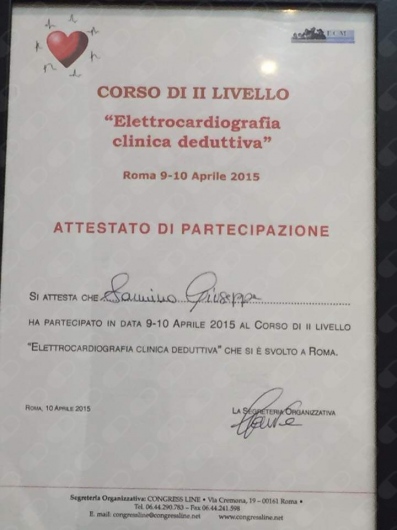 CORSO DI II LIVELLO
“Elettrocardiografia
clinica deduttiva”
Roma 9-10 Aprile 2015
ATTESTATO DI PARTECIPAZIONE
SI ATTESTA CHE Giuseppe
HA PARTECIPATO IN DATA 9-10 APRILE 2015 AL CORSO DI II LIVELLO
"ELETTROCARDIOGRAFIA CLINICA DEDUTTIVA" CHE SI È SVOLTO A ROMA.
ROMA, 10 APRILE 2015
LA SEGRETERIA ORGANIZZATIVA
Segreteria Organizzativa: CONGRESS LINE • Via Cremona, 19 – 00161 Roma •
Tel. 06.44.290.783 – Fax 06.44.241.598
E. mail: congressline@congressline.net www.congressline.net